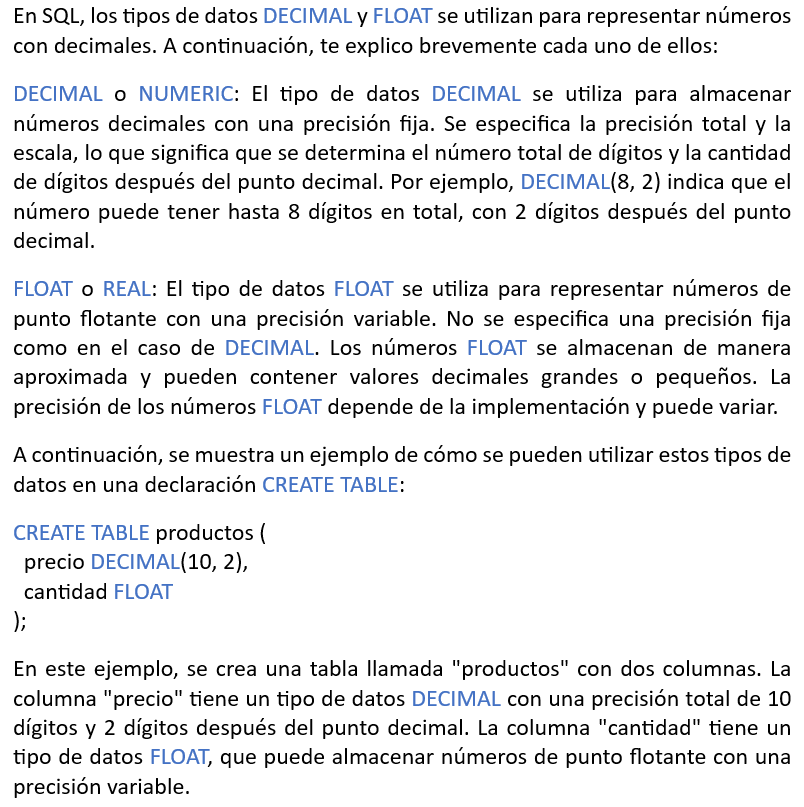 En SQL, los tipos de datos DECIMAL y FLOAT se utilizan para representar números
con decimales. A continuación, te explico brevemente cada uno de ellos:
DECIMAL o NUMERIC: El tipo de datos DECIMAL se utiliza para almacenar
números decimales con una precisión fija. Se especifica la precisión total y la
escala, lo que significa que se determina el número total de dígitos y la cantidad
de dígitos después del punto decimal. Por ejemplo, DECIMAL(8, 2) indica que el
número puede tener hasta 8 dígitos en total, con 2 dígitos después del punto
decimal.
FLOAT o REAL: El tipo de datos FLOAT se utiliza para representar números de
punto flotante con una precisión variable. No se especifica una precisión fija
como en el caso de DECIMAL. Los números FLOAT se almacenan de manera
aproximada y pueden contener valores decimales grandes o pequeños. La
precisión de los números FLOAT depende de la implementación y puede variar.
A continuación, se muestra un ejemplo de cómo se pueden utilizar estos tipos de
datos en una declaración CREATE TABLE:
CREATE TABLE productos (
precio DECIMAL(10, 2),
cantidad FLOAT
);
En este ejemplo, se crea una tabla llamada "productos" con dos columnas. La
columna "precio" tiene un tipo de datos DECIMAL con una precisión total de 10
dígitos y 2 dígitos después del punto decimal. La columna "cantidad" tiene un
tipo de datos FLOAT, que puede almacenar números de punto flotante con una
precisión variable.